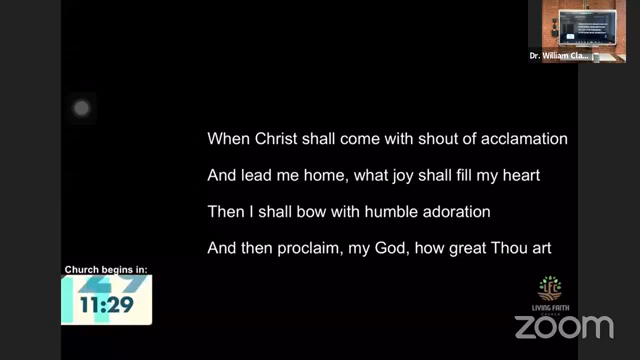 Dr. William Cla...
When Christ shall come with shout of acclamation
And lead me home, what joy shall fill my heart
Then I shall bow with humble adoration
And then proclaim, my God, how great Thou art
Church begins in:
11:29
LFC
LIVING FAITH
CHURCH
zoom